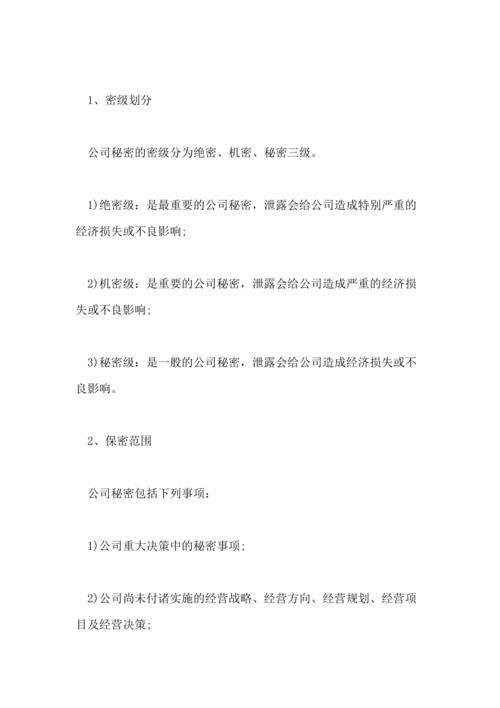 1、密级划分
公司秘密的密级分为绝密、机密、秘密三级。
1)绝密级：是最重要的公司秘密，泄露会给公司造成特别严重的
经济损失或不良影响;
2)机密级：是重要的公司秘密，泄露会给公司造成严重的经济损
失或不良影响;
3)秘密级：是一般的公司秘密，泄露会给公司造成经济损失或不
良影响。
2、保密范围
公司秘密包括下列事项：
1)公司重大决策中的秘密事项;
2)公司尚未付诸实施的经营战略、经营方向、经营规划、经营项
目及经营决策;